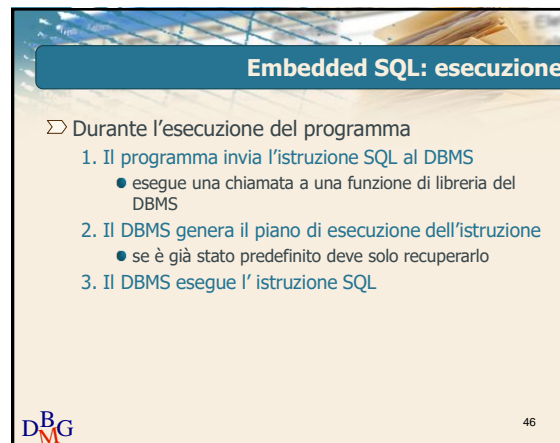 Embedded SQL: esecuzione
Durante l'esecuzione del programma
1. Il programma invia l'istruzione SQL al DBMS
esegue una chiamata a una funzione di libreria del
DBMS
2. Il DBMS genera il piano di esecuzione dell'istruzione
se è già stato predefinito deve solo recuperarlo
3. Il DBMS esegue l' istruzione SQL
DBMG
46